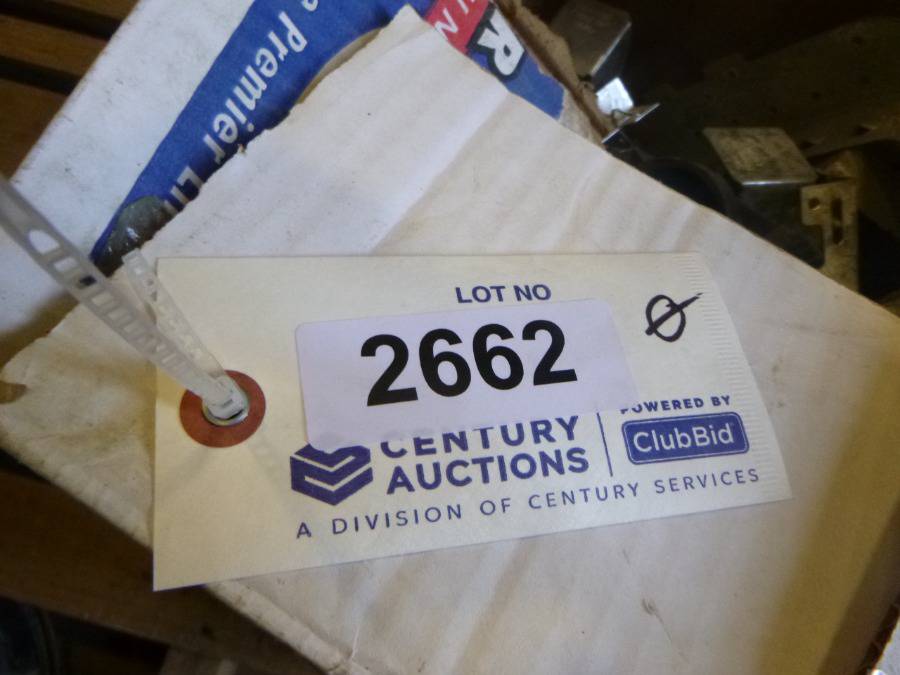 Premier
R
LOT NO
2662
Ø
CENTURY
AUCTIONS
POWERED BY
ClubBid
A DIVISION OF CENTURY SERVICES